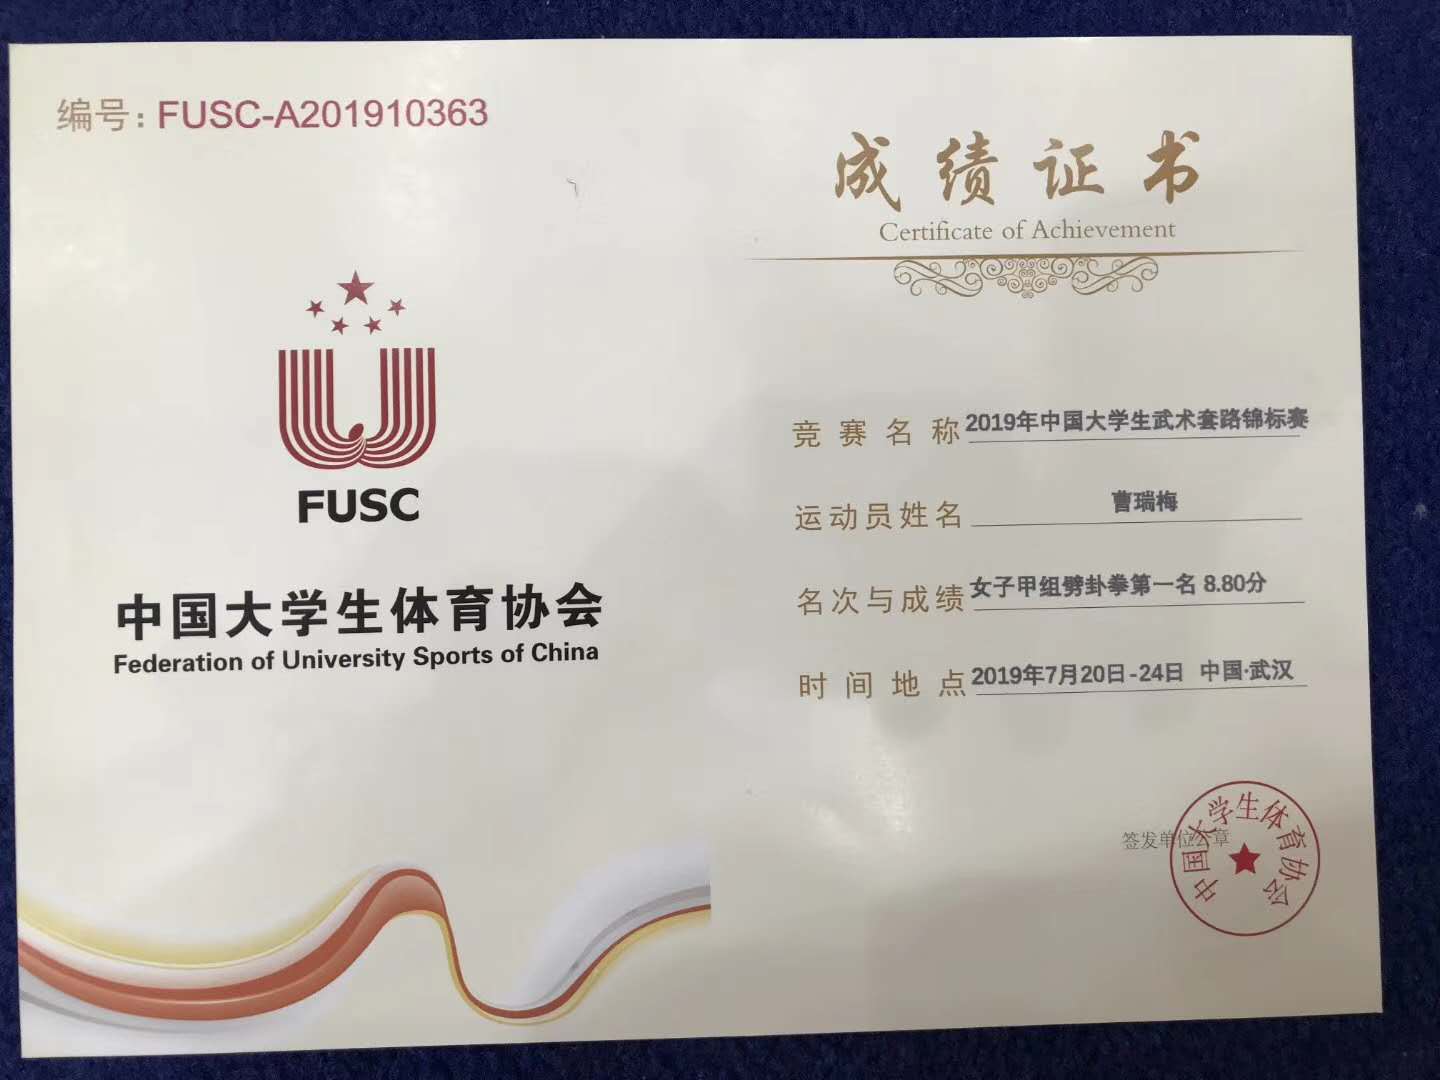 编号：FUSC-A201910363
FUSC
中国大学生体育协会
Federation of University Sports of China
成绩证书
Certificate of Achievement
竞赛名称 2019年中国大学生武术套路锦标赛
运动员姓名 曹瑞梅
名次与成绩 女子甲组劈卦拳第一名 8.80分
时间地点 2019年7月20日-24日 中国·武汉
签发单位公章
中国大学生体育协会